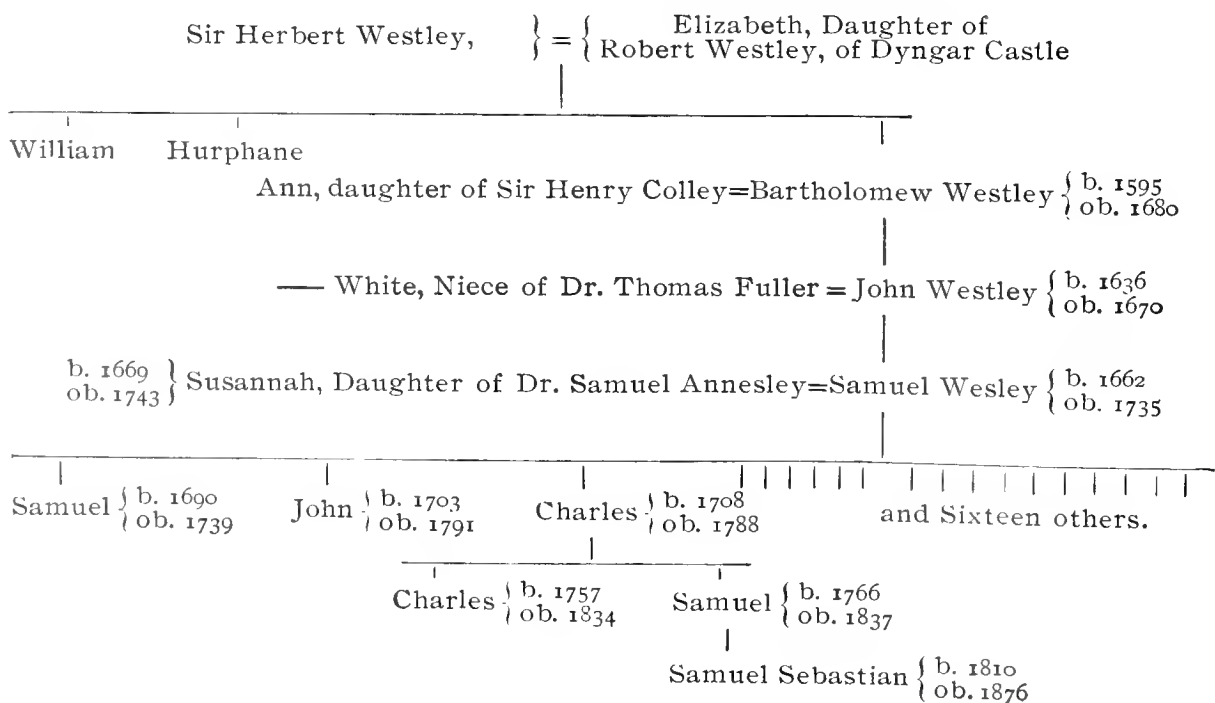 Sir Herbert Westley, } = { Elizabeth, Daughter of
Robert Westley, of Dyngar Castle
William Hurphane
Ann, daughter of Sir Henry Colley=Bartholomew Westley { b. 1595
ob. 1680
— White, Niece of Dr. Thomas Fuller = John Westley { b. 1636
ob. 1670
b. 1669
ob. 1743 } Susannah, Daughter of Dr. Samuel Annesley=Samuel Wesley { b. 1662
ob. 1735
Samuel { b. 1690
ob. 1739
John { b. 1703
ob. 1791
Charles { b. 1708
ob. 1788
and Sixteen others.
Charles { b. 1757
ob. 1834
Samuel { b. 1766
ob. 1837
Samuel Sebastian { b. 1810
ob. 1876